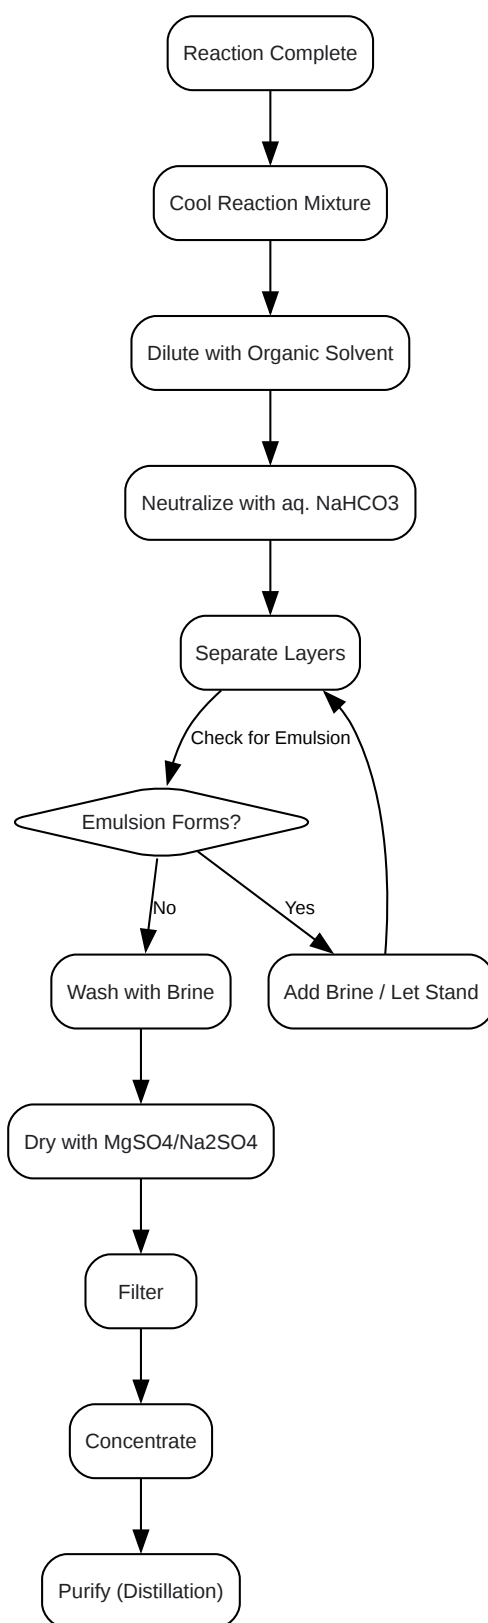 Reaction Complete
Cool Reaction Mixture
Dilute with Organic Solvent
Neutralize with aq. NaHCO3
Separate Layers
Check for Emulsion
Emulsion Forms?
No
Yes
Wash with Brine
Add Brine / Let Stand
Dry with MgSO4/Na2SO4
Filter
Concentrate
Purify (Distillation)